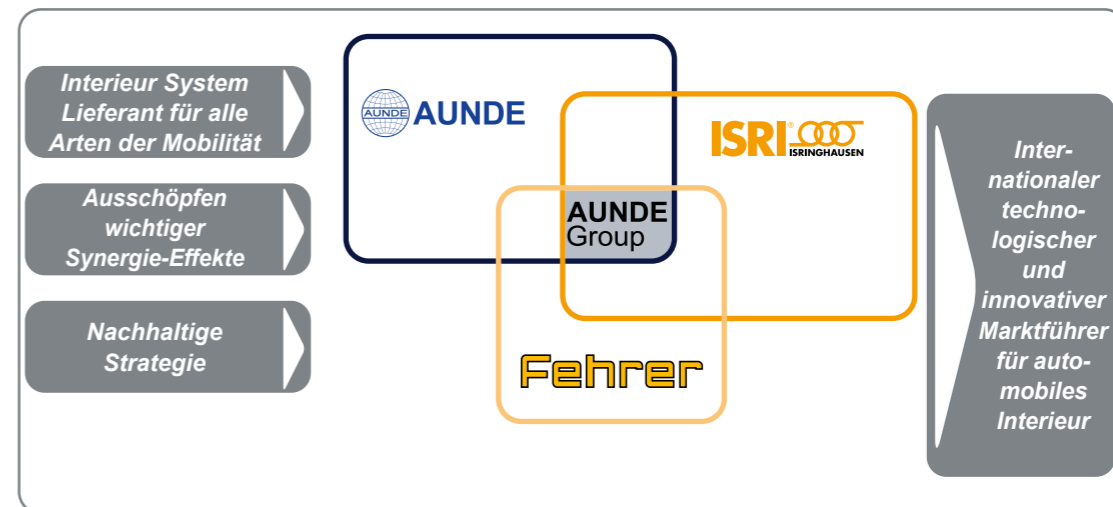 Interieur System
Lieferant für alle
Arten der Mobilität
Ausschöpfen
wichtiger
Synergie-Effekte
Nachhaltige
Strategie
AUNDE AUNDE
ISRI®
ISRINGHAUSEN
AUNDE
Group
Fehrer
Inter-
nationaler
techno-
logischer
und
innovativer
Marktführer
für auto-
mobiles
Interieur